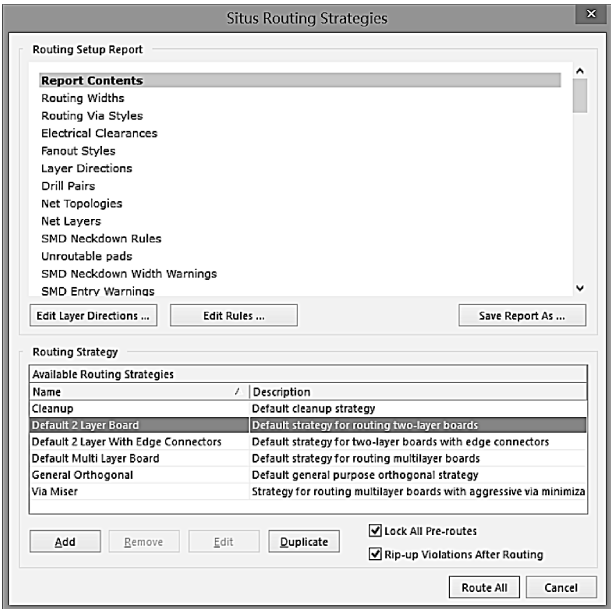 Situs Routing Strategies
Routing Setup Report
Report Contents
Routing Widths
Routing Via Styles
Electrical Clearances
Fanout Styles
Layer Directions
Drill Pairs
Net Topologies
Net Layers
SMD Neckdown Rules
Unroutable pads
SMD Neckdown Width Warnings
SMD Entry Warnings
Edit Layer Directions ... Edit Rules ... Save Report As ...
Routing Strategy
Available Routing Strategies
Name / Description
Cleanup Default cleanup strategy
Default 2 Layer Board Default strategy for routing two-layer boards
Default 2 Layer With Edge Connectors Default strategy for two-layer boards with edge connectors
Default Multi Layer Board Default strategy for routing multilayer boards
General Orthogonal Default general purpose orthogonal strategy
Via Miser Strategy for routing multilayer boards with aggressive via minimiza
Add Remove Edit Duplicate Lock All Pre-routes
Rip-up Violations After Routing
Route All Cancel